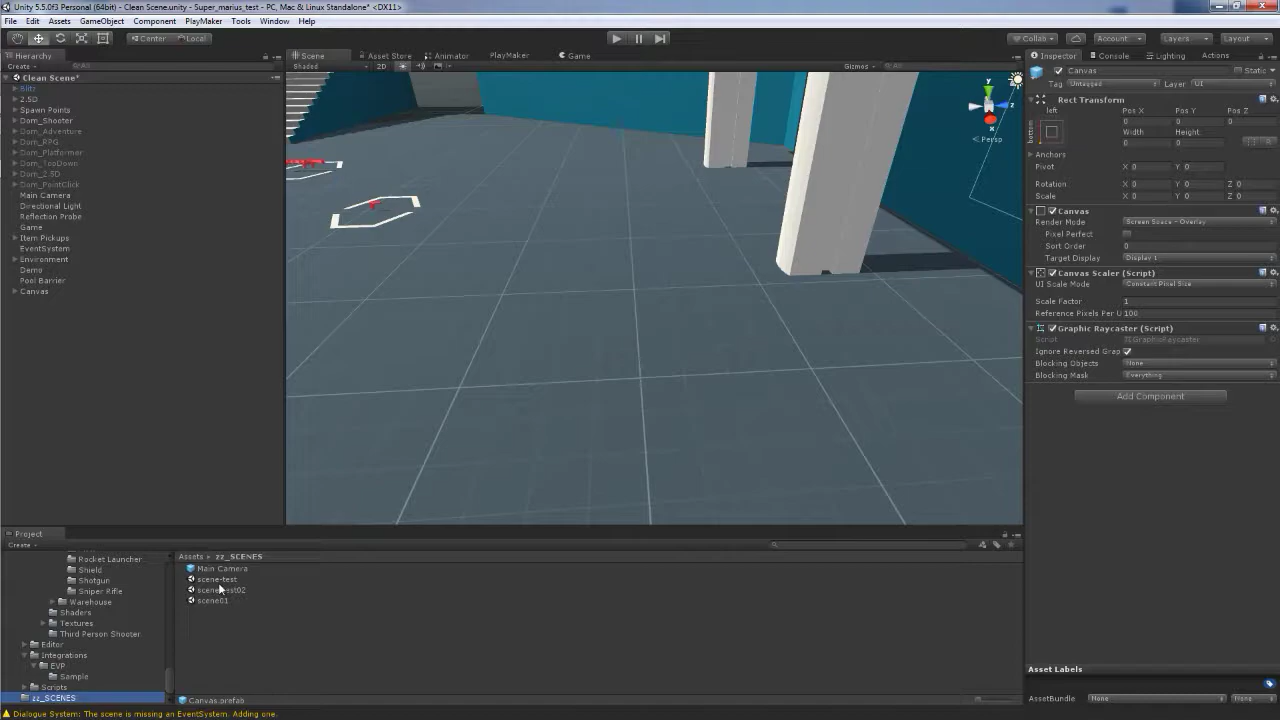 Unity 5.5.0f3 Personal (64bit) - Clean Scene.unity - Super_marius_test - PC, Mac & Linux Standalone* <DX11>
File Edit Assets GameObject Component PlayMaker Tools Window Help
Center Local
Collab Account Layers Layout
Hierarchy
Create All
Clean Scene*
Blitz
2.5D
Spawn Points
Dom_Shooter
Dom_Adventure
Dom_RPG
Dom_Platformer
Dom_TopDown
Dom_2.5D
Dom_PointClick
Main Camera
Directional Light
Reflection Probe
Game
Item Pickups
EventSystem
Environment
Demo
Pool Barrier
Canvas
Scene Asset Store Animator PlayMaker Game
Shaded 2D Gizmos All
y
z
x
Persp
Inspector Console Lighting Actions
Canvas Static
Tag Untagged Layer UI
Rect Transform
left Pos X Pos Y Pos Z
0 0 0
Width Height
bottom 0 0 R
Anchors
Pivot X 0 Y 0
Rotation X 0 Y 0 Z 0
Scale X 0 Y 0 Z 0
Canvas
Render Mode Screen Space - Overlay
Pixel Perfect
Sort Order 0
Target Display Display 1
Canvas Scaler (Script)
UI Scale Mode Constant Pixel Size
Scale Factor 1
Reference Pixels Per U 100
Graphic Raycaster (Script)
Script GraphicRaycaster
Ignore Reversed Grap
Blocking Objects None
Blocking Mask Everything
Add Component
Project
Create
Rocket Launcher
Shield
Shotgun
Sniper Rifle
Warehouse
Shaders
Textures
Third Person Shooter
Editor
Integrations
EVP
Sample
Scripts
zz_SCENES
Assets zz_SCENES
Main Camera
scene-test
scene-test02
scene01
Canvas.prefab
Asset Labels
AssetBundle None None
Dialogue System: The scene is missing an EventSystem. Adding one.